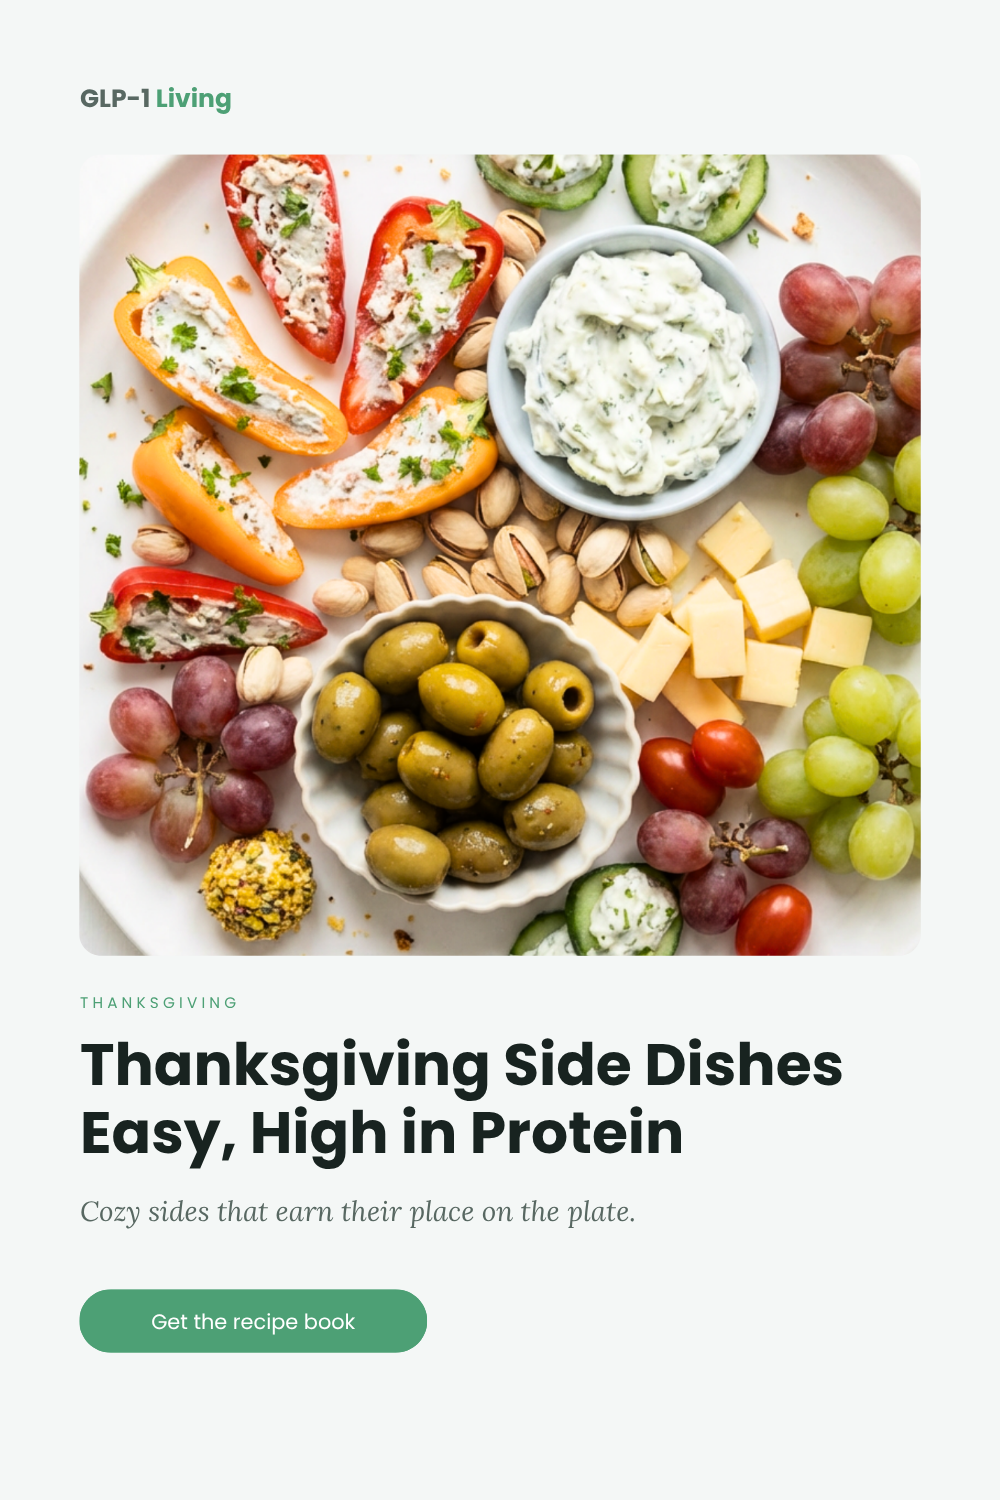 GLP-1 Living
THANKSGIVING
Thanksgiving Side Dishes
Easy, High in Protein
Cozy sides that earn their place on the plate.
Get the recipe book